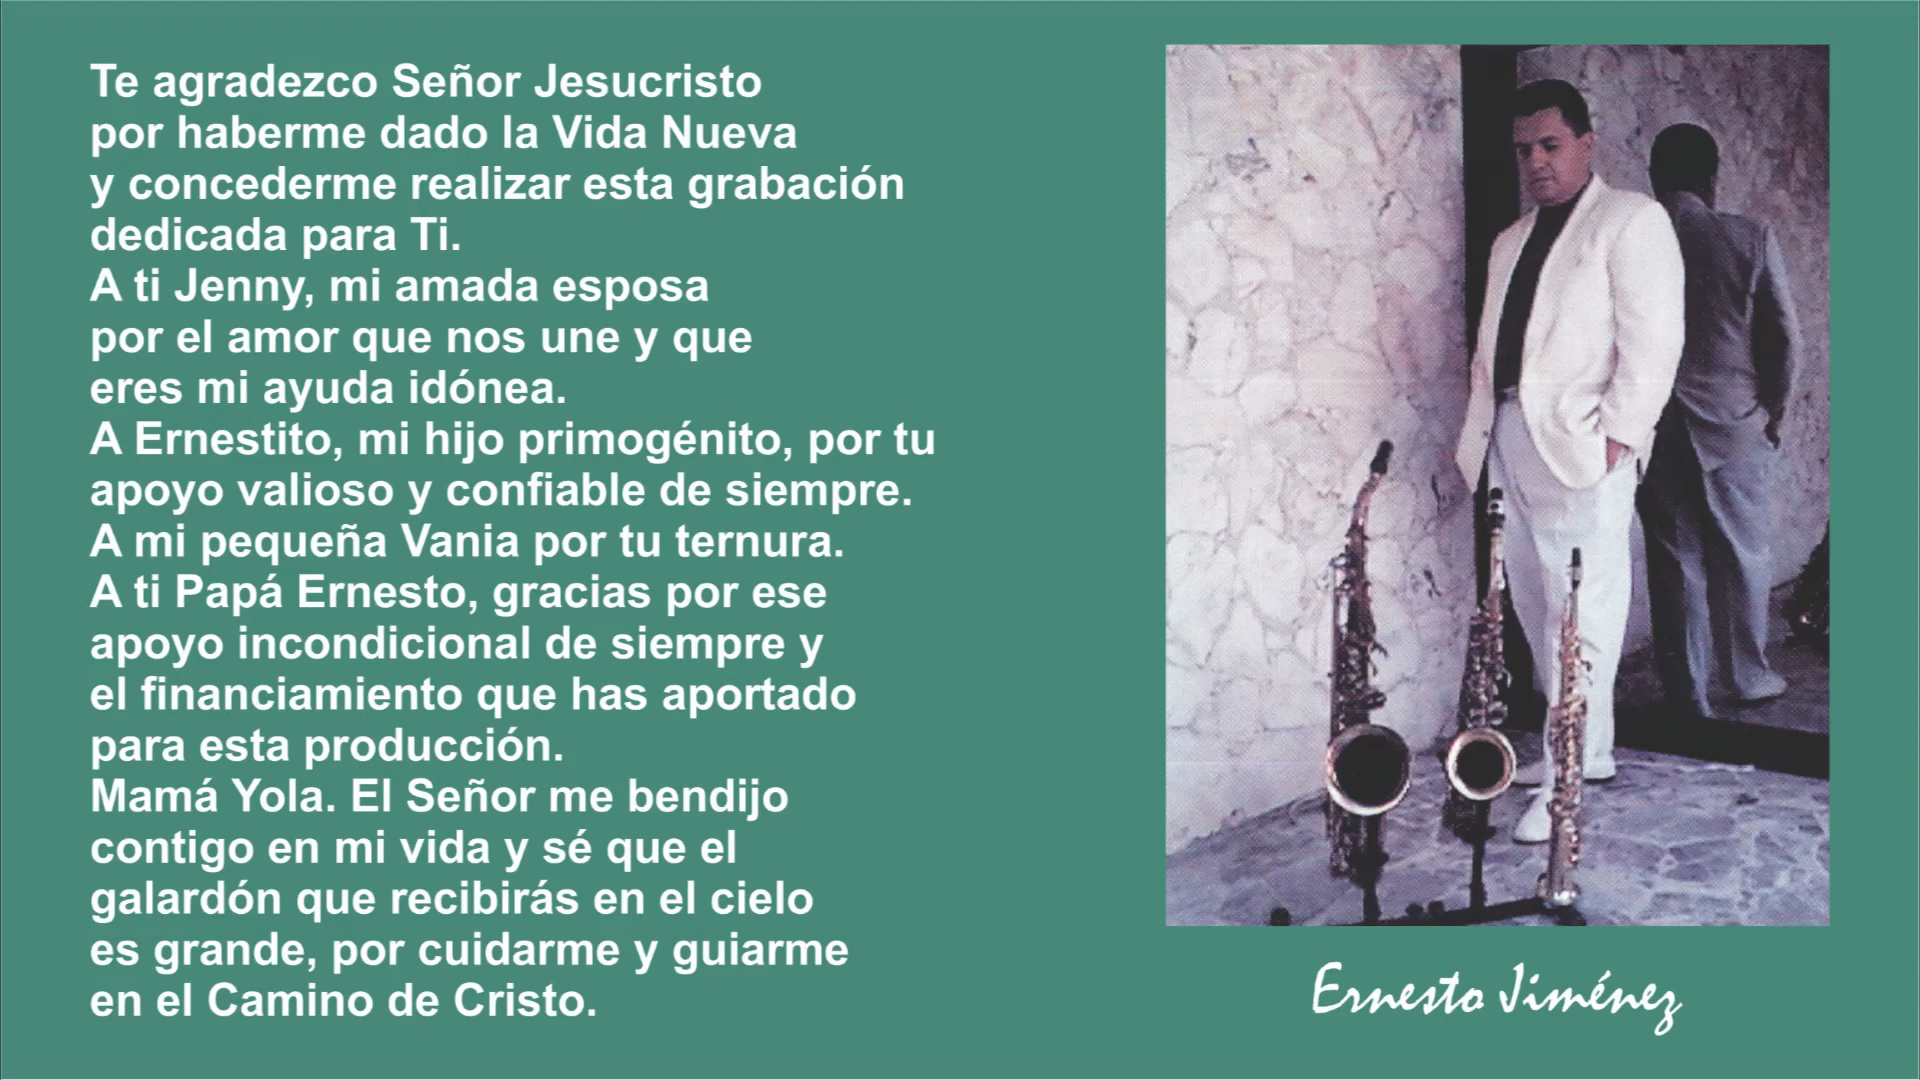 Te agradezco Señor Jesucristo
por haberme dado la Vida Nueva
y concederme realizar esta grabación
dedicada para Ti.
A ti Jenny, mi amada esposa
por el amor que nos une y que
eres mi ayuda idónea.
A Ernestito, mi hijo primogénito, por tu
apoyo valioso y confiable de siempre.
A mi pequeña Vania por tu ternura.
A ti Papá Ernesto, gracias por ese
apoyo incondicional de siempre y
el financiamiento que has aportado
para esta producción.
Mamá Yola. El Señor me bendijo
contigo en mi vida y sé que el
galardón que recibirás en el cielo
es grande, por cuidarme y guiarme
en el Camino de Cristo.
Ernesto Jiménez